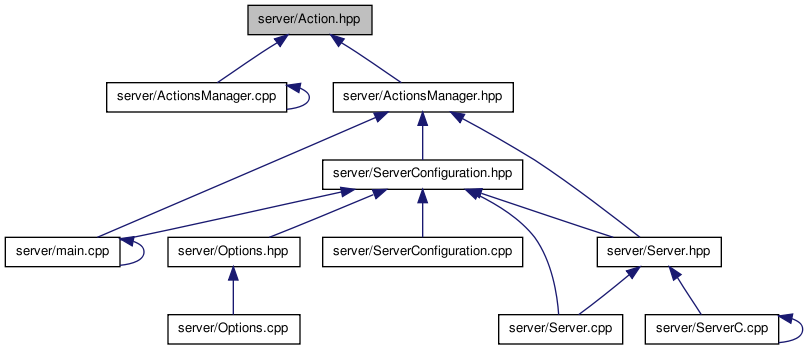 server/Action.hpp
server/ActionsManager.cpp
server/ActionsManager.hpp
server/ServerConfiguration.hpp
server/main.cpp
server/Options.hpp
server/ServerConfiguration.cpp
server/Server.hpp
server/Options.cpp
server/Server.cpp
server/ServerC.cpp